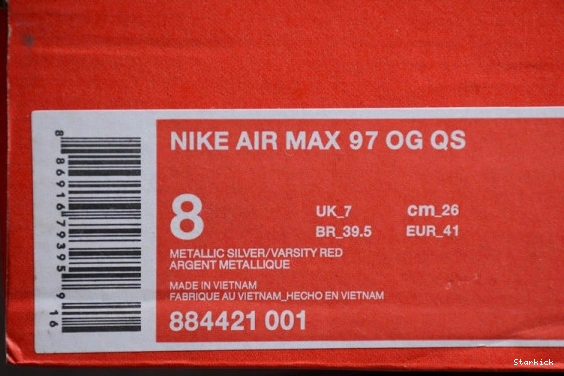 NIKE AIR MAX 97 OG QS
8
UK_7 cm_26
BR_39.5 EUR_41
METALLIC SILVER/VARSITY RED
ARGENT METALLIQUE
MADE IN VIETNAM
FABRIQUE AU VIETNAM_HECHO EN VIETNAM
884421 001
8 86916 79395 9 16
Starkick